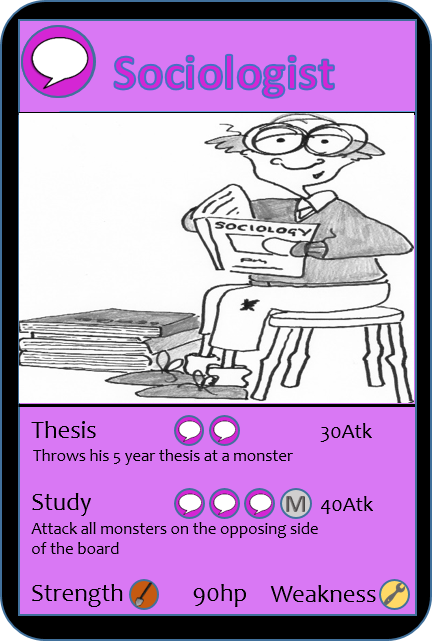 Sociologist
SOCIOLOGY
Thesis 30Atk
Throws his 5 year thesis at a monster
Study M 40Atk
Attack all monsters on the opposing side
of the board
Strength 90hp Weakness